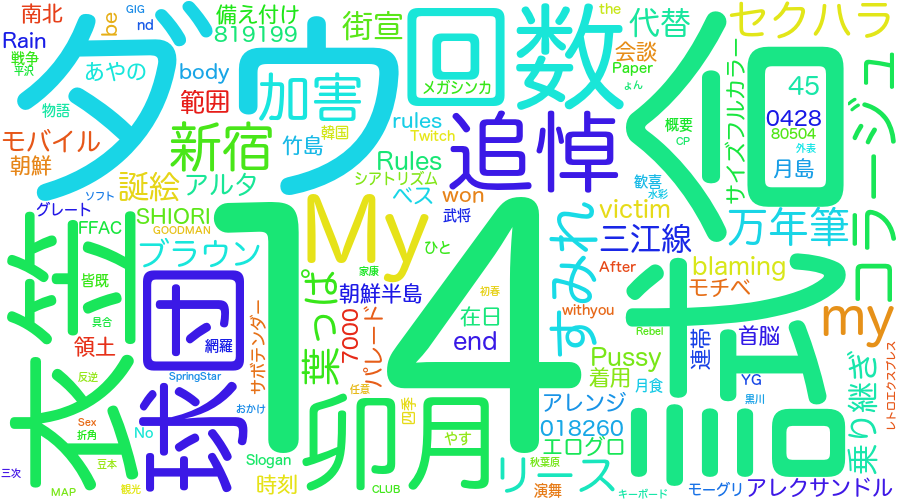 南北
GIG
nd
be
備え付け
819199
街宣
the
代替
セクハラ
Rain
戦争
平沢
ダウ
回数
会談
Paper
メガシンカ
ょん
あやの
body
加害
45
物語
範囲
rules
追悼
概要
0428
80504
外表
コラージュ
モバイル
新宿
竹島
韓国
Twitch
CP
サイズフルカラー
月島
朝鮮
Rules
シアトリズム
歓喜
水彩
ソフト
誕絵
アルタ
ベス
won
グレート
SHIORI
GOODMAN
My
武将
すみれ
victim
万年筆
FFAC
ブラウン
ひと
三江線
衣笠
皆既
葉っぱ
家康
朝鮮半島
After
blaming
モチベ
合詔
14
球団
具合
サボテンダー
7000
パレード
初春
在日
withyou
my
領土
網羅
end
Rebel
連帯
首脳
反逆
SpringStar
Pussy
着用
月食
YG
乗り継ぎ
レトロエクスプレス
任意
卯月
四季
アレンジ
黒川
Sex
おかけ
018260
折角
No
やす
エログロ
三次
豆本
Slogan
秋葉原
リース
MAP
観光
時刻
CLUB
演舞
キーボード
モーグリ
アレクサンドル